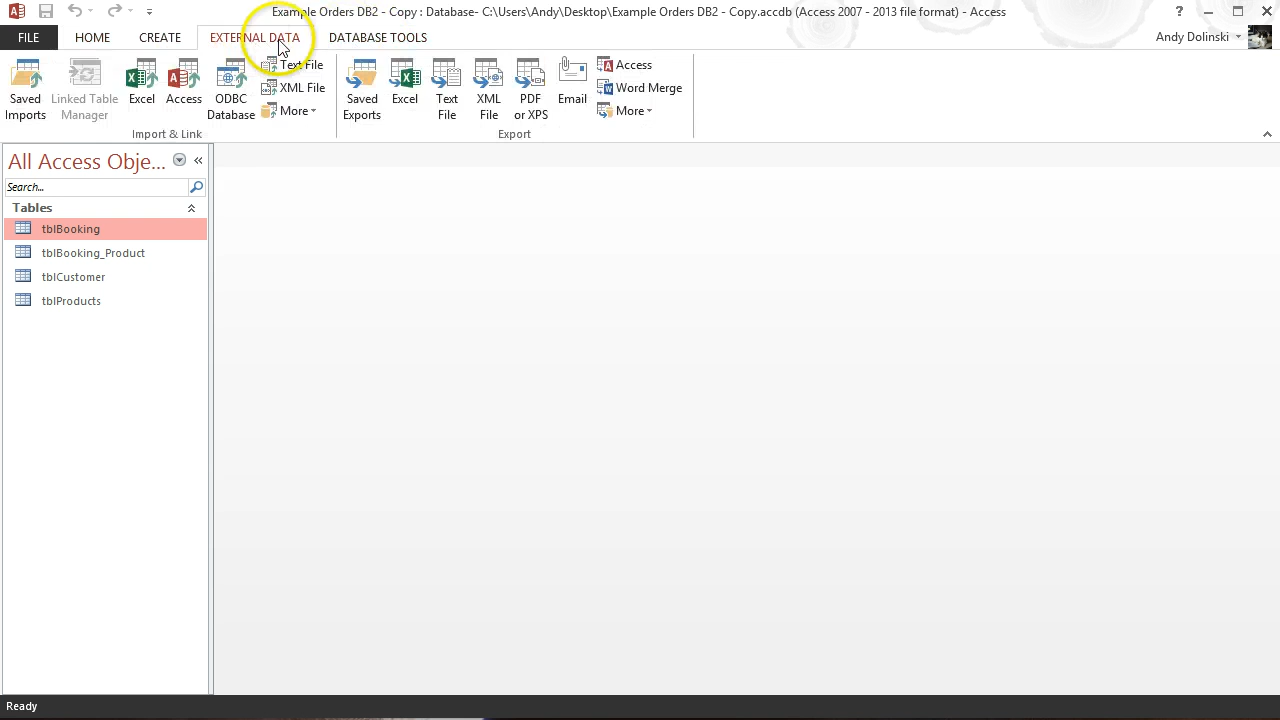 Example Orders DB2 - Copy : Database- C:\Users\Andy\Desktop\Example Orders DB2 - Copy.accdb (Access 2007 - 2013 file format) - Access
?
FILE HOME CREATE EXTERNAL DATA DATABASE TOOLS
Andy Dolinski
Saved Imports
Linked Table Manager
Excel
Access
ODBC Database
Text File
XML File
More
Import & Link
Saved Exports
Excel
Text File
XML File
PDF or XPS
Email
Access
Word Merge
More
Export
All Access Obje...
Search...
Tables
tblBooking
tblBooking_Product
tblCustomer
tblProducts
Ready